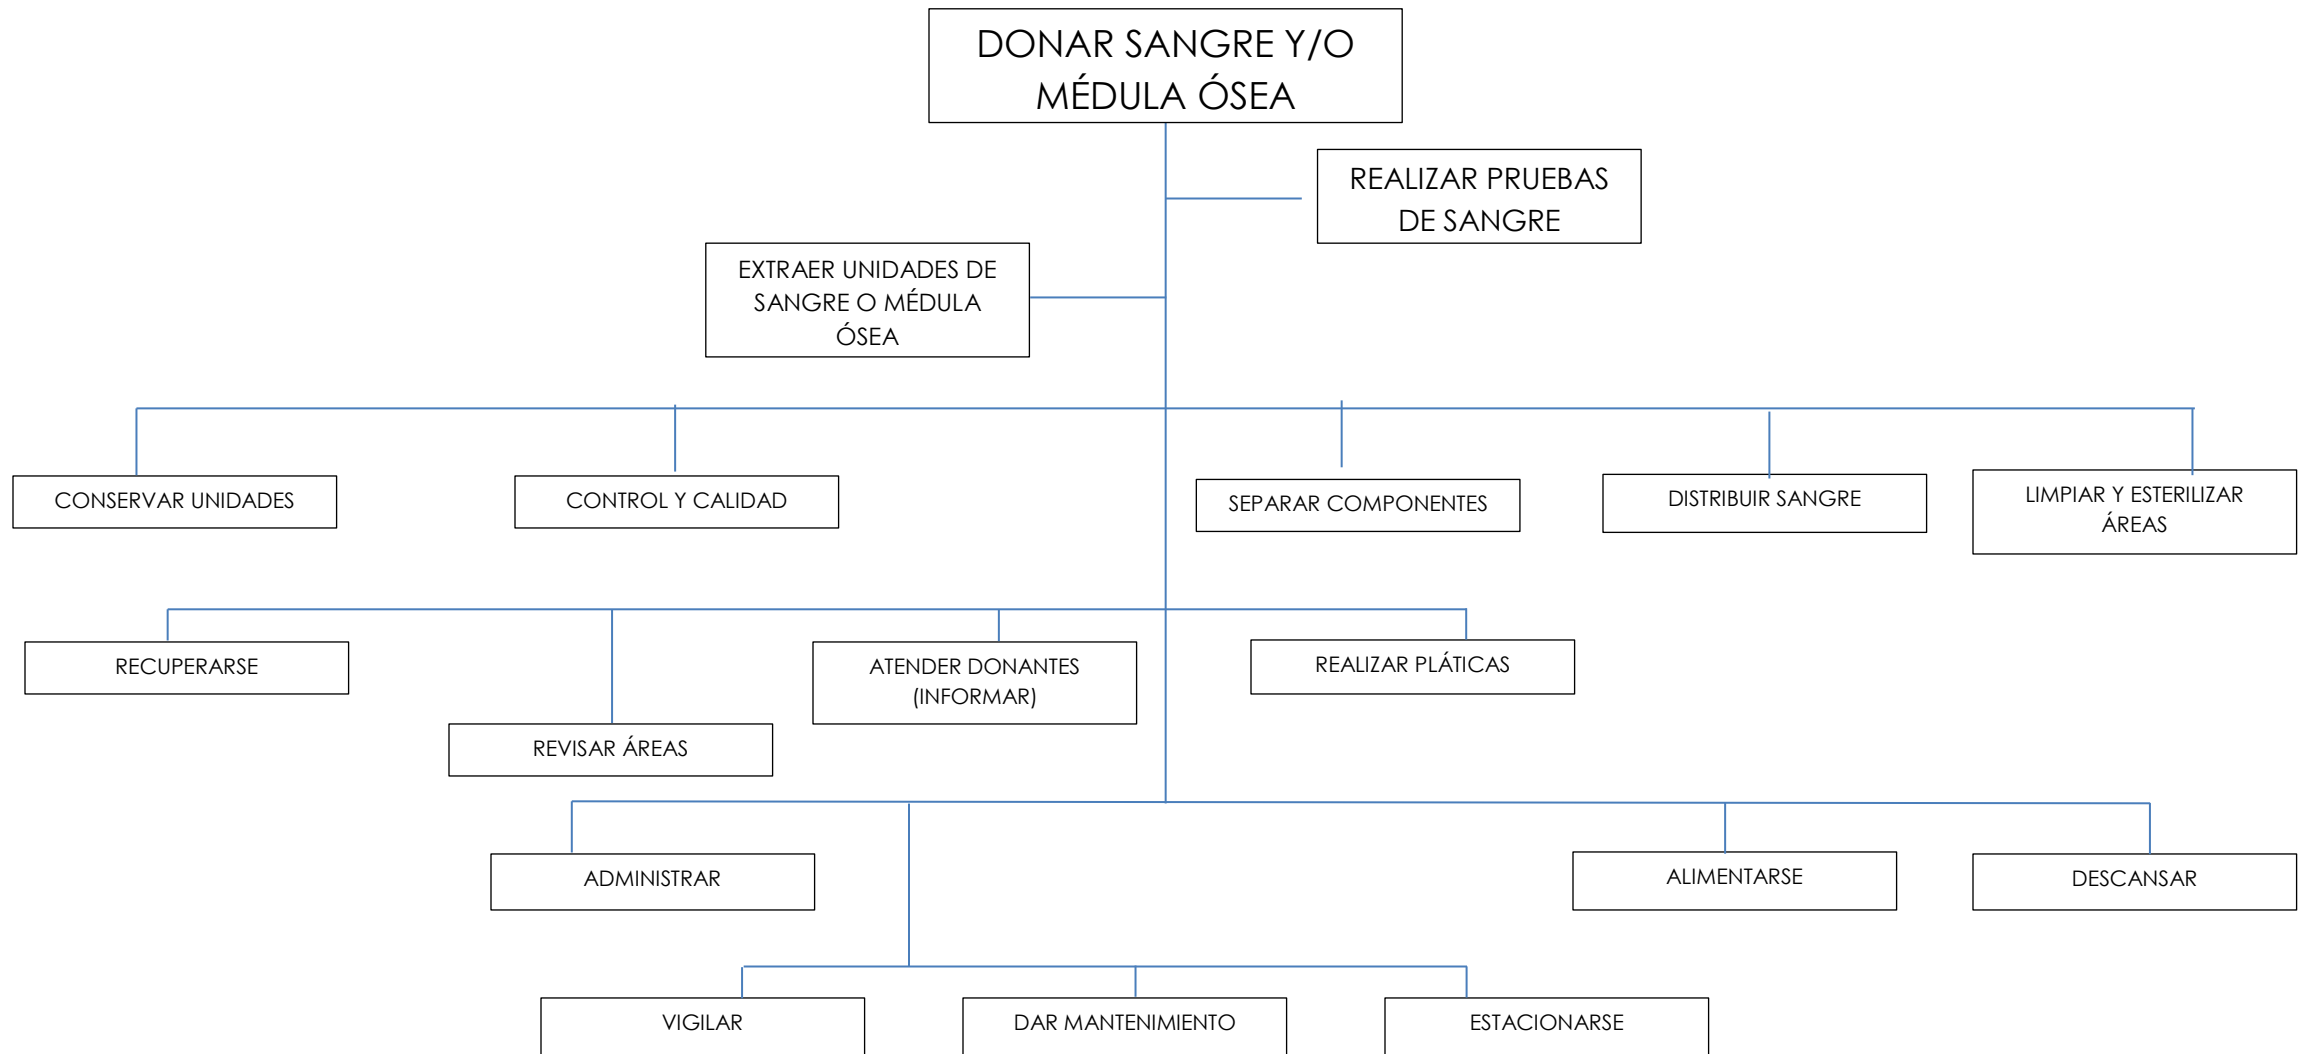 DONAR SANGRE Y/O
MÉDULA ÓSEA
REALIZAR PRUEBAS
DE SANGRE
EXTRAER UNIDADES DE
SANGRE O MÉDULA
ÓSEA
CONSERVAR UNIDADES
CONTROL Y CALIDAD
SEPARAR COMPONENTES
DISTRIBUIR SANGRE
LIMPIAR Y ESTERILIZAR
ÁREAS
RECUPERARSE
REVISAR ÁREAS
ATENDER DONANTES
(INFORMAR)
REALIZAR PLÁTICAS
ADMINISTRAR
ALIMENTARSE
DESCANSAR
VIGILAR
DAR MANTENIMIENTO
ESTACIONARSE